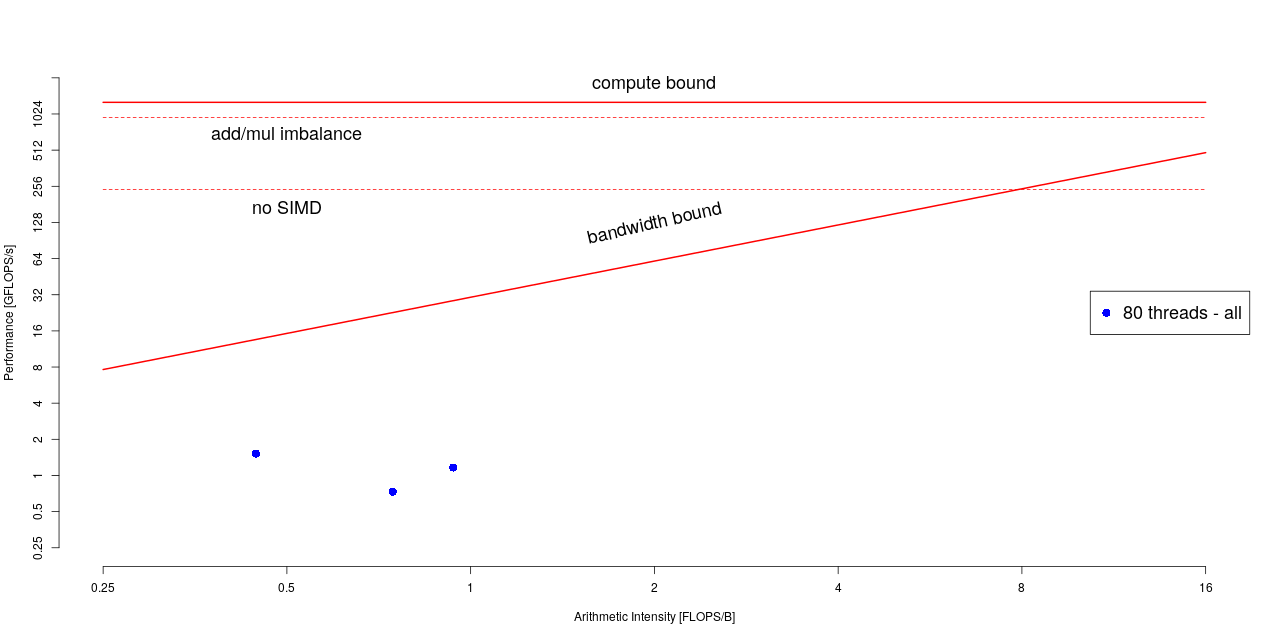 compute bound
add/mul imbalance
no SIMD
bandwidth bound
80 threads - all
Performance [GFLOPS/s]
1024
512
256
128
64
32
16
8
4
2
1
0.5
0.25
0.25 0.5 1 2 4 8 16
Arithmetic Intensity [FLOPS/B]